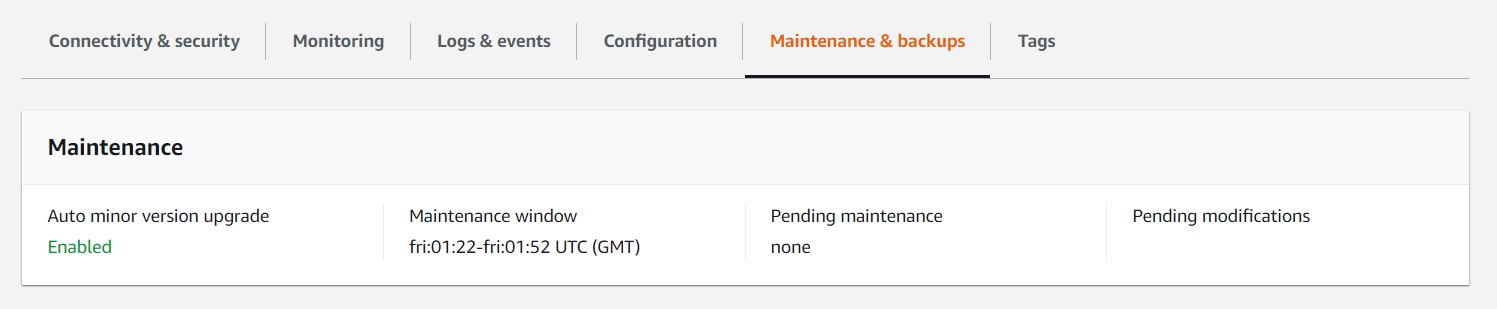 Connectivity & security Monitoring Logs & events Configuration Maintenance & backups Tags
Maintenance
Auto minor version upgrade Maintenance window Pending maintenance Pending modifications
Enabled fri:01:22-fri:01:52 UTC (GMT) none